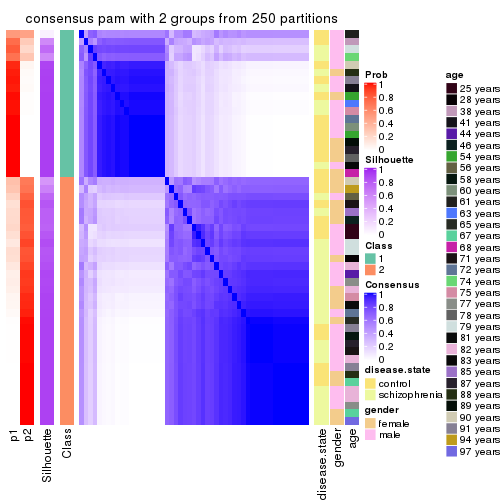 consensus pam with 2 groups from 250 partitions
Prob
1
0.8
0.6
0.4
0.2
0
Silhouette
1
0.8
0.6
0.4
0.2
0
Class
1
2
Consensus
1
0.8
0.6
0.4
0.2
0
disease.state
control
schizophrenia
gender
female
male
age
25 years
28 years
38 years
41 years
44 years
46 years
54 years
56 years
58 years
60 years
61 years
63 years
65 years
67 years
68 years
71 years
72 years
74 years
75 years
77 years
78 years
79 years
81 years
82 years
83 years
85 years
87 years
88 years
89 years
90 years
91 years
94 years
97 years
p1
p2
Silhouette
Class
disease.state
gender
age